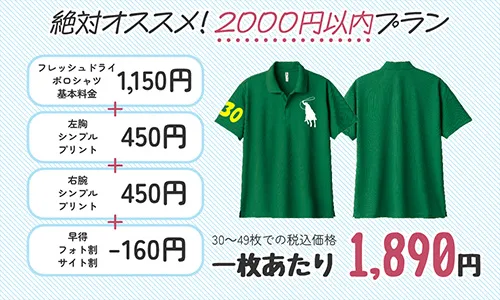 絶対オススメ!2000円以内プラン
フレッシュドライ
ポロシャツ
基本料金
1,150円
+
左胸
シンプル
プリント
450円
+
右腕
シンプル
プリント
450円
+
早得
フォト割
サイト割
-160円
30
30〜49枚での税込価格
一枚あたり1,890円